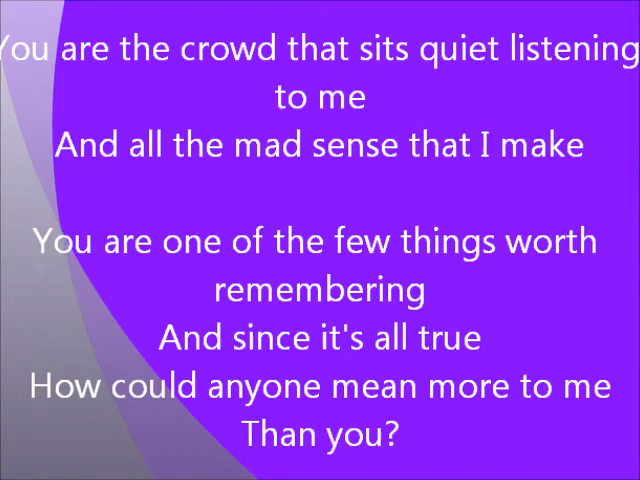 You are the crowd that sits quiet listening
to me
And all the mad sense that I make
You are one of the few things worth
remembering
And since it's all true
How could anyone mean more to me
Than you?